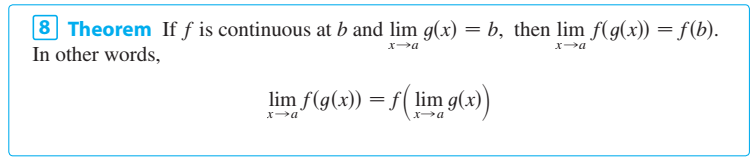 8 Theorem If f is continuous at b and lim x→a g(x) = b, then lim x→a f(g(x)) = f(b).
In other words,
lim x→a f(g(x)) = f( lim x→a g(x))